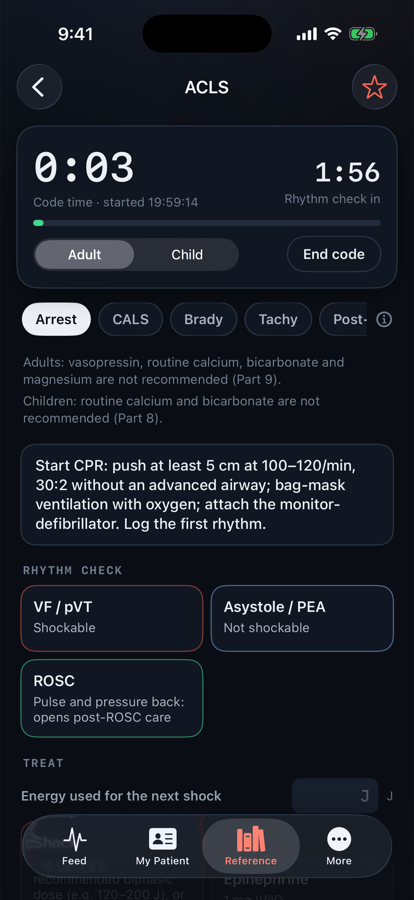 9:41
ACLS
0:03
1:56
Code time · started 19:59:14
Rhythm check in
Adult
Child
End code
Arrest
CALS
Brady
Tachy
Post-
Adults: vasopressin, routine calcium, bicarbonate and
magnesium are not recommended (Part 9).
Children: routine calcium and bicarbonate are not
recommended (Part 8).
Start CPR: push at least 5 cm at 100–120/min,
30:2 without an advanced airway; bag-mask
ventilation with oxygen; attach the monitor-
defibrillator. Log the first rhythm.
RHYTHM CHECK
VF / pVT
Shockable
Asystole / PEA
Not shockable
ROSC
Pulse and pressure back:
opens post-ROSC care
TREAT
Energy used for the next shock
J
J
Shock
Feed
My Patient
Reference
More
recommended biphasic
dose (e.g. 120–200 J), or
Epinephrine
1 mg IV/IO